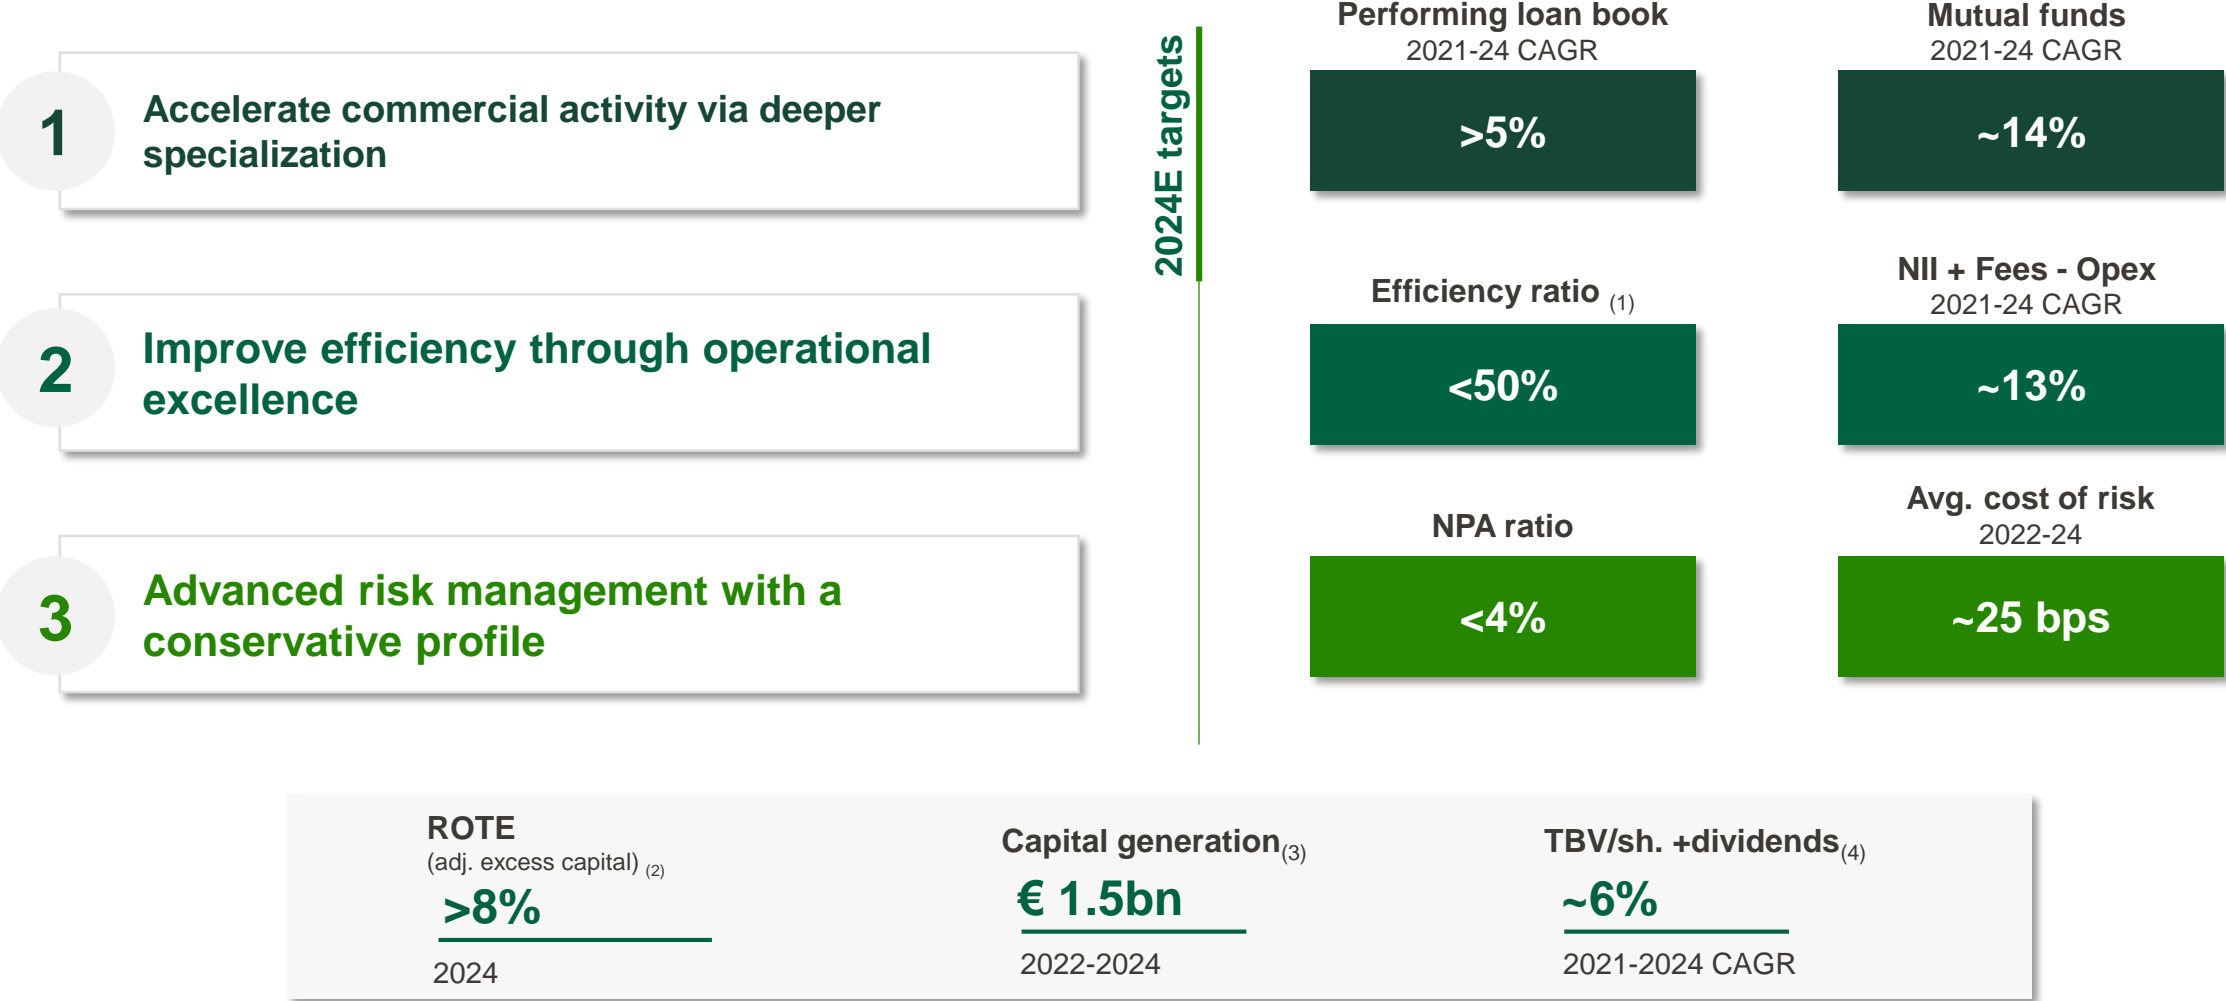 1
Accelerate commercial activity via deeper
specialization
2024E targets
Performing loan book
2021-24 CAGR
>5%
Mutual funds
2021-24 CAGR
~14%
2
Improve efficiency through operational
excellence
Efficiency ratio (1)
<50%
NII + Fees - Opex
2021-24 CAGR
~13%
3
Advanced risk management with a
conservative profile
NPA ratio
<4%
Avg. cost of risk
2022-24
~25 bps
ROTE
(adj. excess capital) (2)
>8%
2024
Capital generation(3)
€ 1.5bn
2022-2024
TBV/sh. +dividends(4)
~6%
2021-2024 CAGR